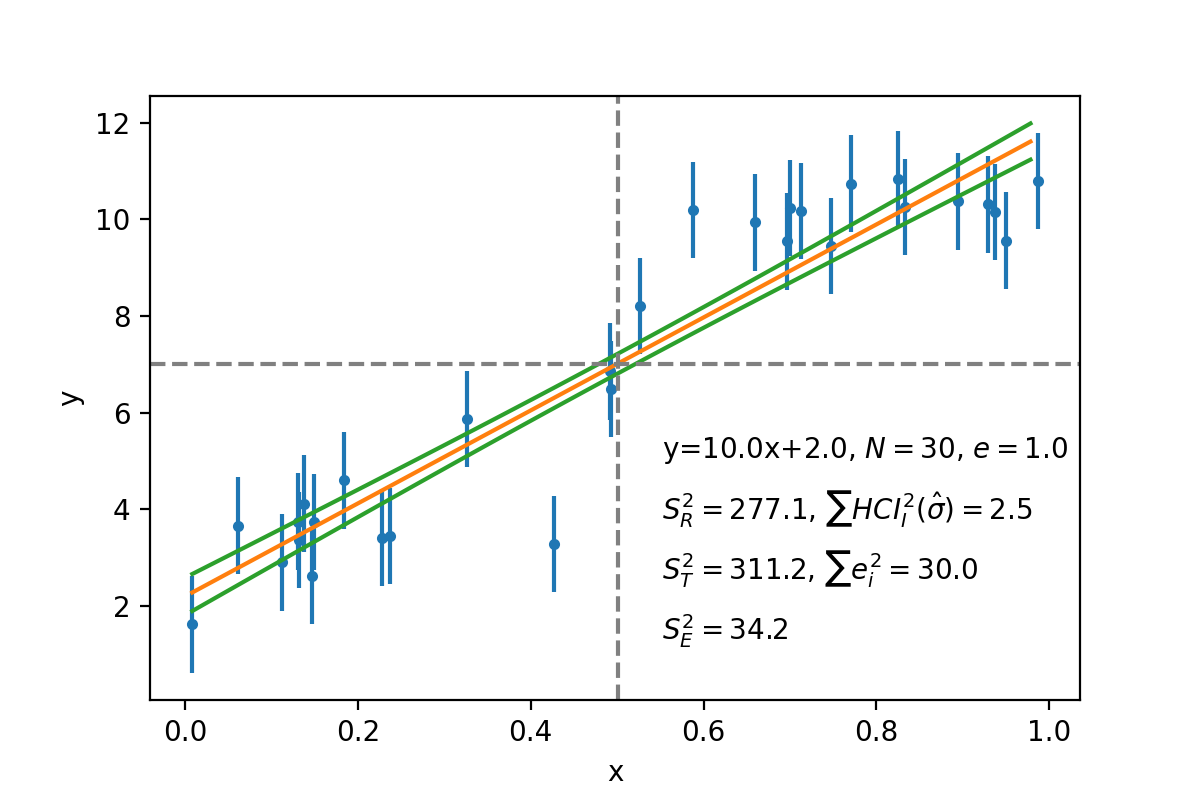 12
10
8
6
4
2
y
y=10.0x+2.0, N = 30, e = 1.0
S_R^2 = 277.1, ∑HCI_i^2(σ̂) = 2.5
S_T^2 = 311.2, ∑e_i^2 = 30.0
S_E^2 = 34.2
0.0 0.2 0.4 0.6 0.8 1.0
x